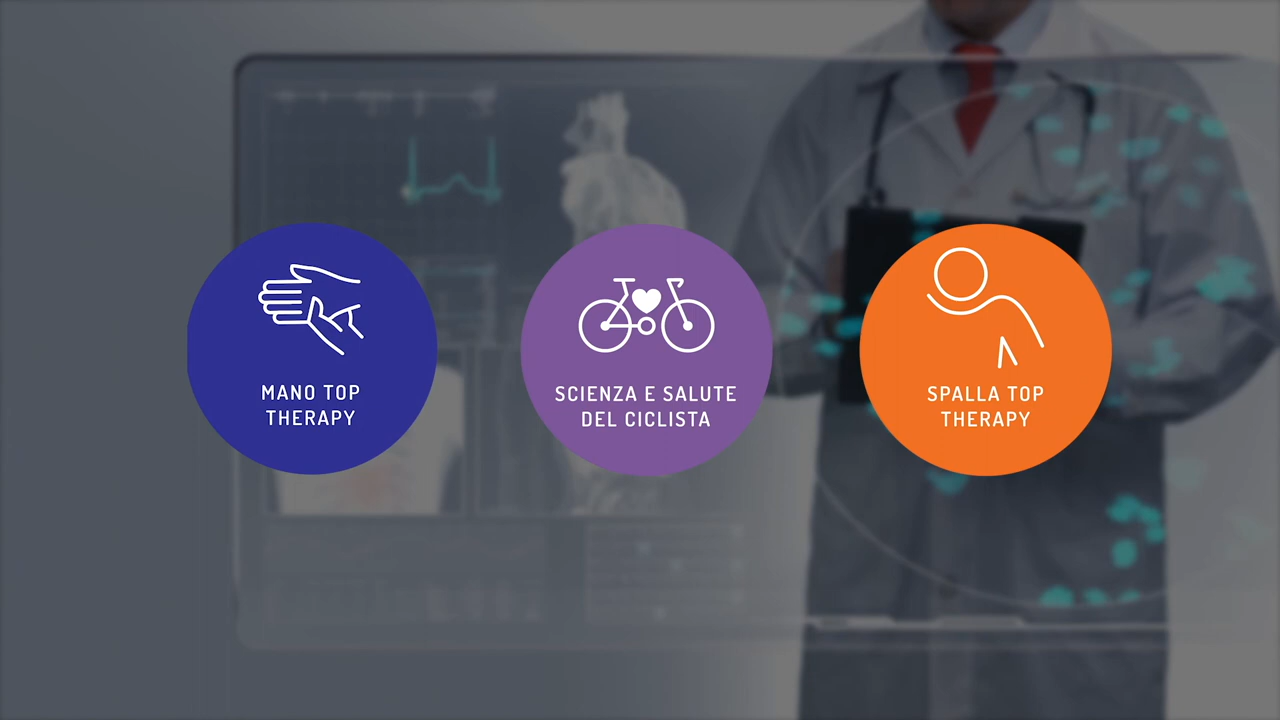 MANO TOP
THERAPY
SCIENZA E SALUTE
DEL CICLISTA
SPALLA TOP
THERAPY